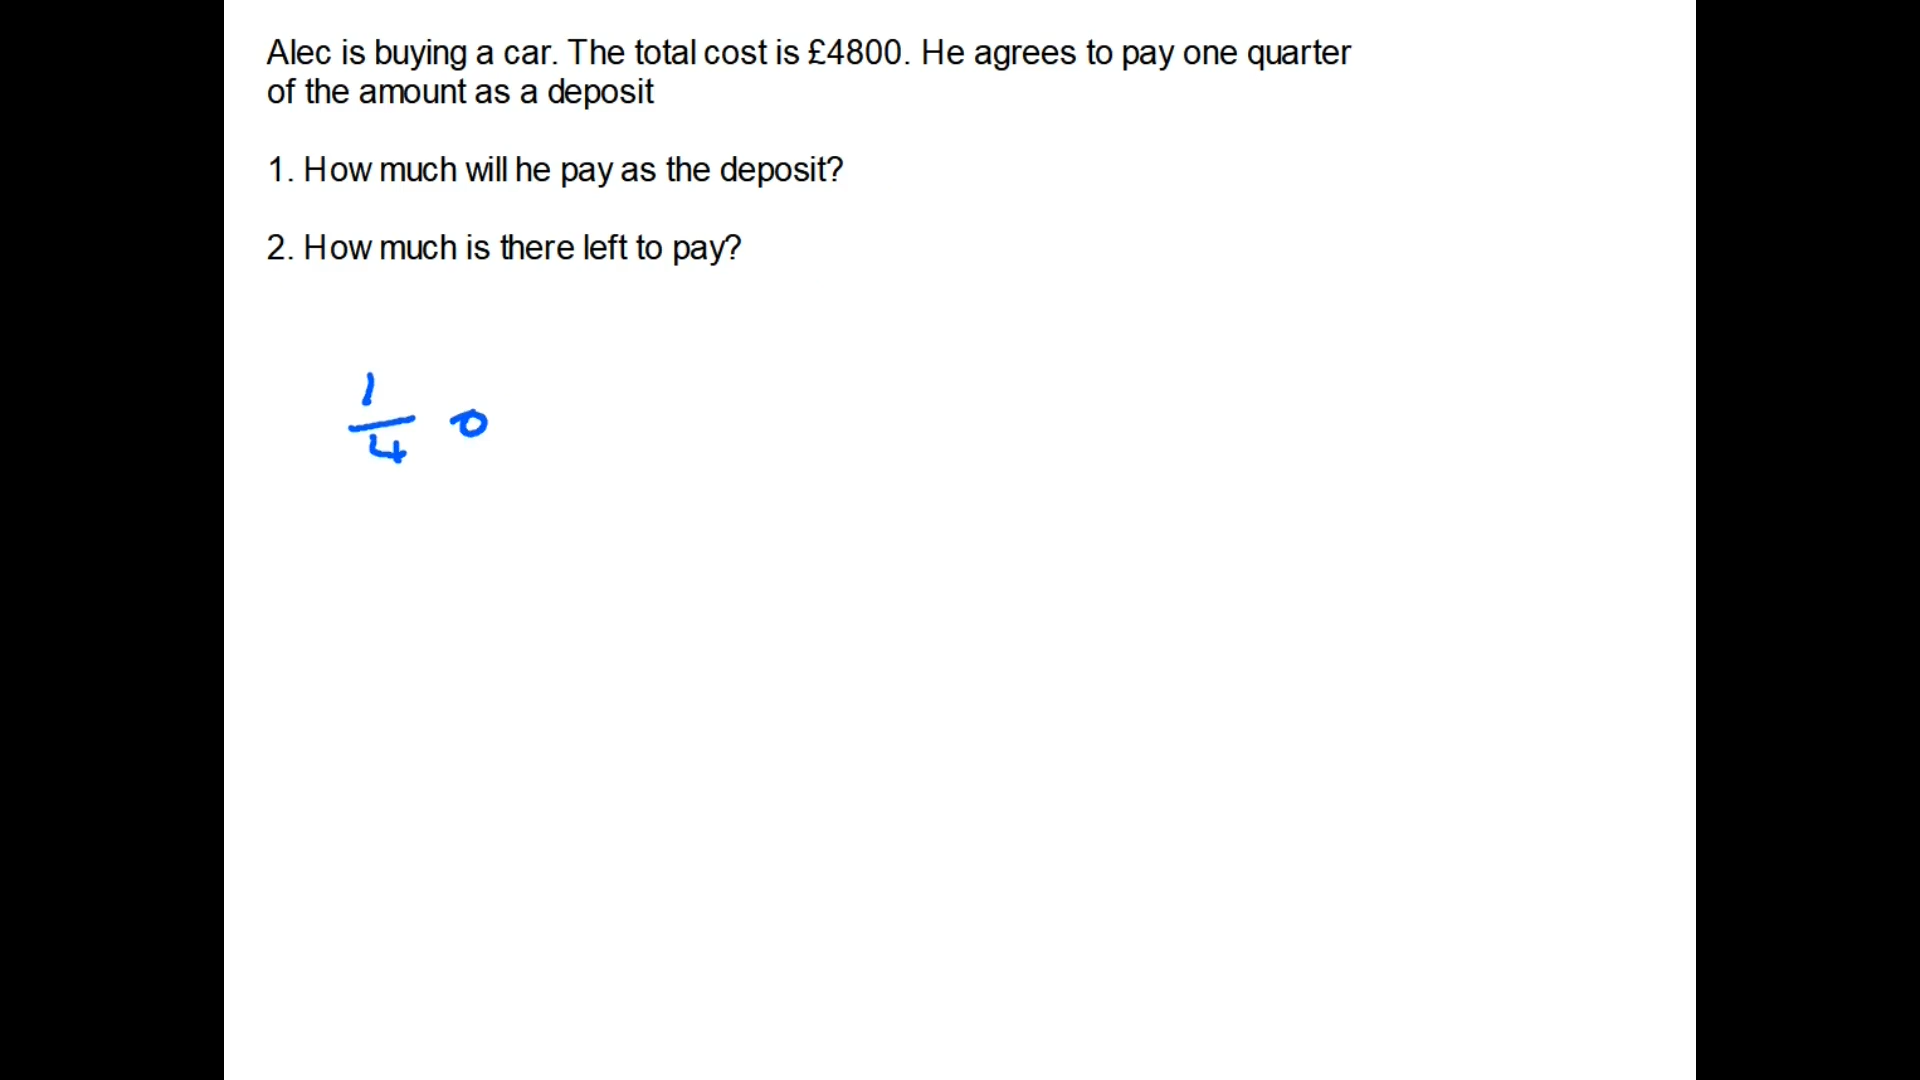 Alec is buying a car. The total cost is £4800. He agrees to pay one quarter
of the amount as a deposit
1. How much will he pay as the deposit?
2. How much is there left to pay?
1/4 o